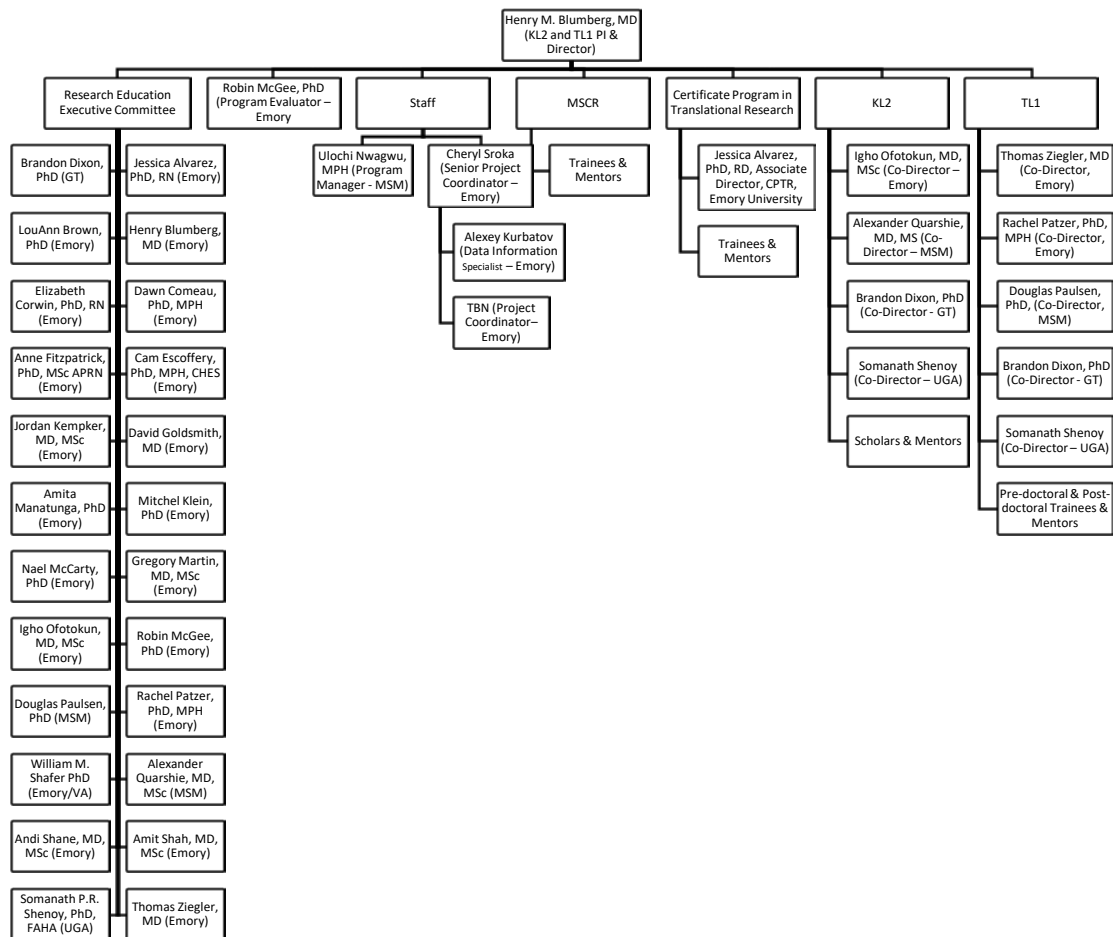 Henry M. Blumberg, MD
(KL2 and TL1 PI &
Director)
Research Education
Executive Committee
Robin McGee, PhD
(Program Evaluator –
Emory
Staff
MSCR
Certificate Program in
Translational Research
KL2
TL1
Brandon Dixon,
PhD (GT)
Jessica Alvarez,
PhD, RN (Emory)
LouAnn Brown,
PhD (Emory)
Henry Blumberg,
MD (Emory)
Elizabeth
Corwin, PhD, RN
(Emory)
Dawn Comeau,
PhD, MPH
(Emory)
Anne Fitzpatrick,
PhD, MSc APRN
(Emory)
Cam Escoffery,
PhD, MPH, CHES
(Emory)
Jordan Kempker,
MD, MSc
(Emory)
David Goldsmith,
MD (Emory)
Amita
Manatunga, PhD
(Emory)
Mitchel Klein,
PhD (Emory)
Nael McCarty,
PhD (Emory)
Gregory Martin,
MD, MSc
(Emory)
Igho Ofotokun,
MD, MSc
(Emory)
Robin McGee,
PhD (Emory)
Douglas Paulsen,
PhD (MSM)
Rachel Patzer,
PhD, MPH
(Emory)
William M.
Shafer PhD
(Emory/VA)
Alexander
Quarshie, MD,
MSc (MSM)
Andi Shane, MD,
MSc (Emory)
Amit Shah, MD,
MSc (Emory)
Somanath P.R.
Shenoy, PhD,
FAHA (UGA)
Thomas Ziegler,
MD (Emory)
Ulochi Nwagwu,
MPH (Program
Manager - MSM)
Cheryl Sroka
(Senior Project
Coordinator –
Emory)
Alexey Kurbatov
(Data Information
Specialist – Emory)
TBN (Project
Coordinator–
Emory)
Trainees &
Mentors
Jessica Alvarez,
PhD, RD, Associate
Director, CPTR,
Emory University
Trainees &
Mentors
Igho Ofotokun, MD,
MSc (Co-Director –
Emory)
Alexander Quarshie,
MD, MS (Co-
Director – MSM)
Brandon Dixon, PhD
(Co-Director - GT)
Somanath Shenoy
(Co-Director – UGA)
Scholars & Mentors
Thomas Ziegler, MD
(Co-Director,
Emory)
Rachel Patzer, PhD,
MPH (Co-Director,
Emory)
Douglas Paulsen,
PhD, (Co-Director,
MSM)
Brandon Dixon, PhD
(Co-Director - GT)
Somanath Shenoy
(Co-Director – UGA)
Pre-doctoral & Post-
doctoral Trainees &
Mentors